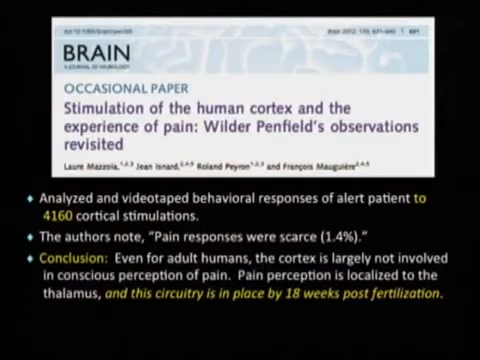 BRAIN
A JOURNAL OF NEUROLOGY
OCCASIONAL PAPER
Stimulation of the human cortex and the
experience of pain: Wilder Penfield's observations
revisited
Laure Mazzola, Jean Isnard, Roland Peyron and François Mauguière
♦ Analyzed and videotaped behavioral responses of alert patient to
4160 cortical stimulations.
♦ The authors note, "Pain responses were scarce (1.4%)."
♦ Conclusion: Even for adult humans, the cortex is largely not involved
in conscious perception of pain. Pain perception is localized to the
thalamus, and this circuitry is in place by 18 weeks post fertilization.